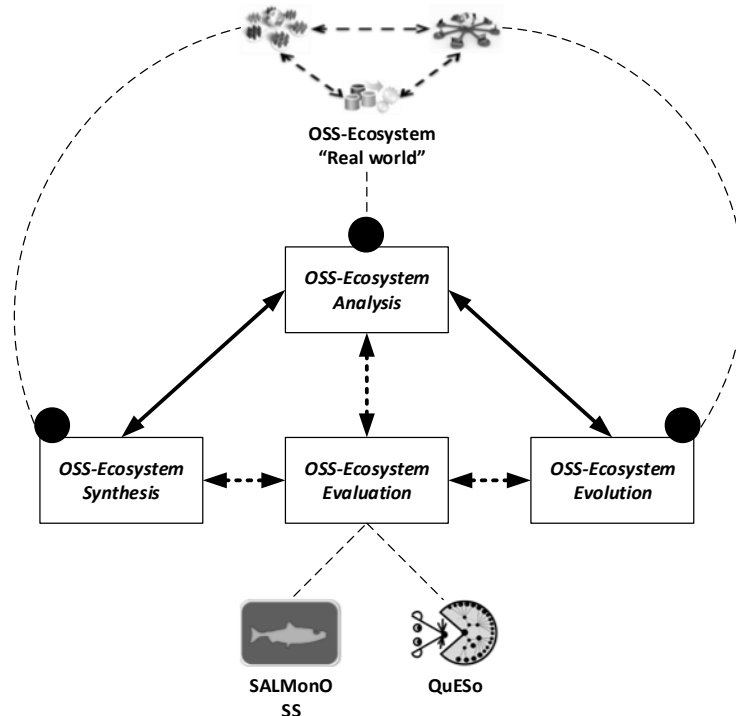 OSS-Ecosystem
“Real world”
OSS-Ecosystem
Analysis
OSS-Ecosystem
Synthesis
OSS-Ecosystem
Evaluation
OSS-Ecosystem
Evolution
SALMonO
SS
QuESo